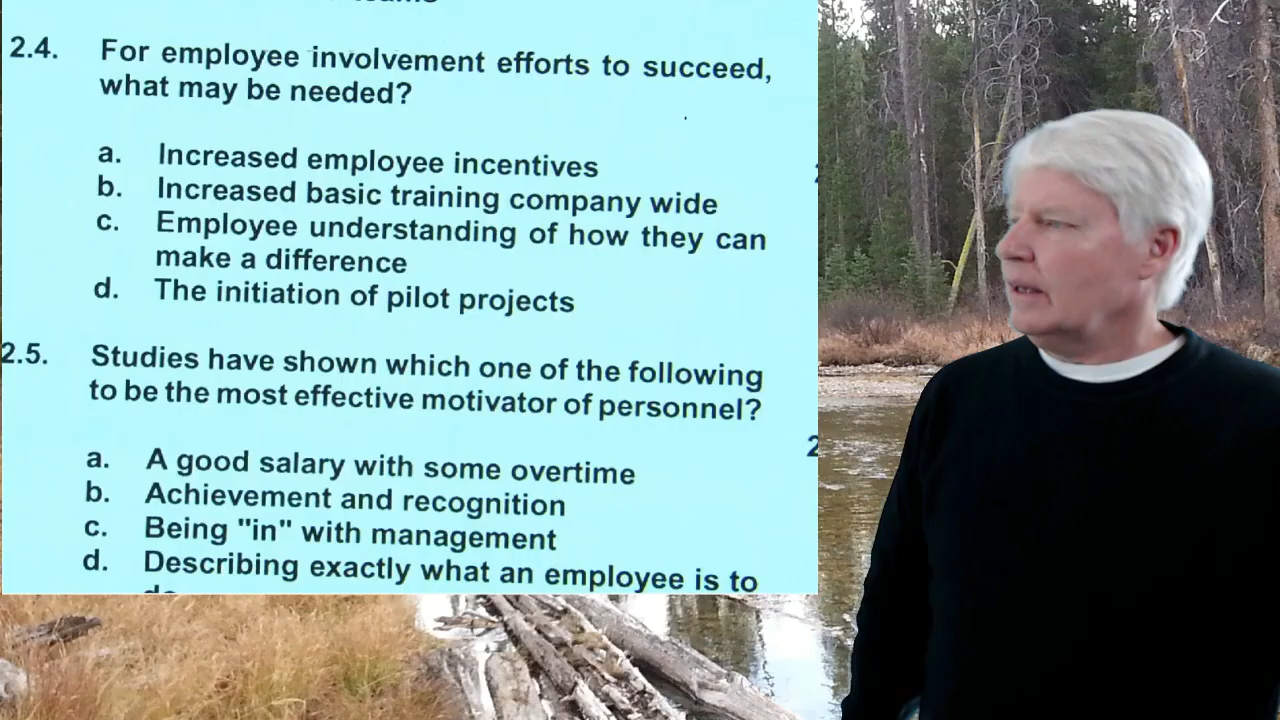 2.4. For employee involvement efforts to succeed,
what may be needed?
a. Increased employee incentives
b. Increased basic training company wide
c. Employee understanding of how they can
make a difference
d. The initiation of pilot projects
2.5. Studies have shown which one of the following
to be the most effective motivator of personnel?
a. A good salary with some overtime
b. Achievement and recognition
c. Being "in" with management
d. Describing exactly what an employee is to